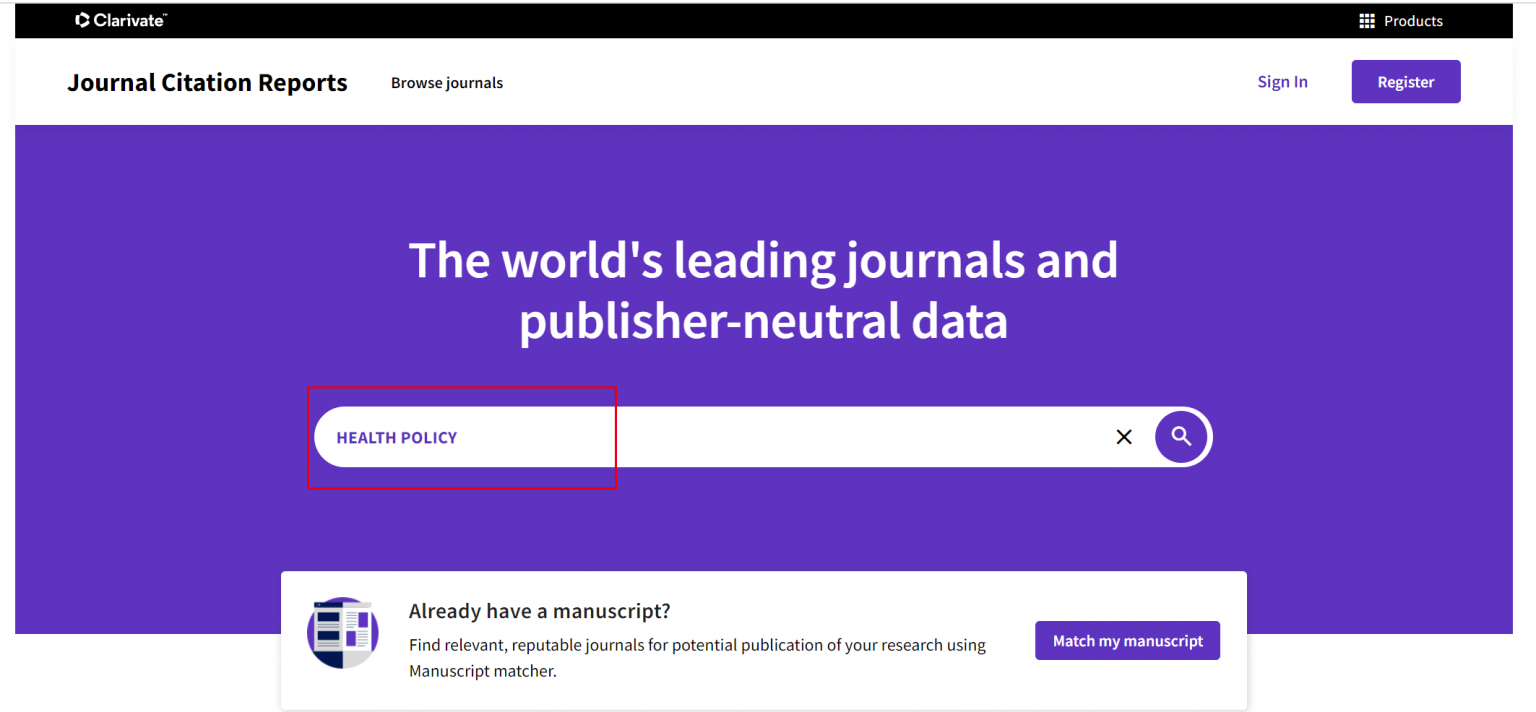 Clarivate™
Products
Journal Citation Reports
Browse journals
Sign In
Register
The world's leading journals and
publisher-neutral data
HEALTH POLICY
Already have a manuscript?
Find relevant, reputable journals for potential publication of your research using
Manuscript matcher.
Match my manuscript